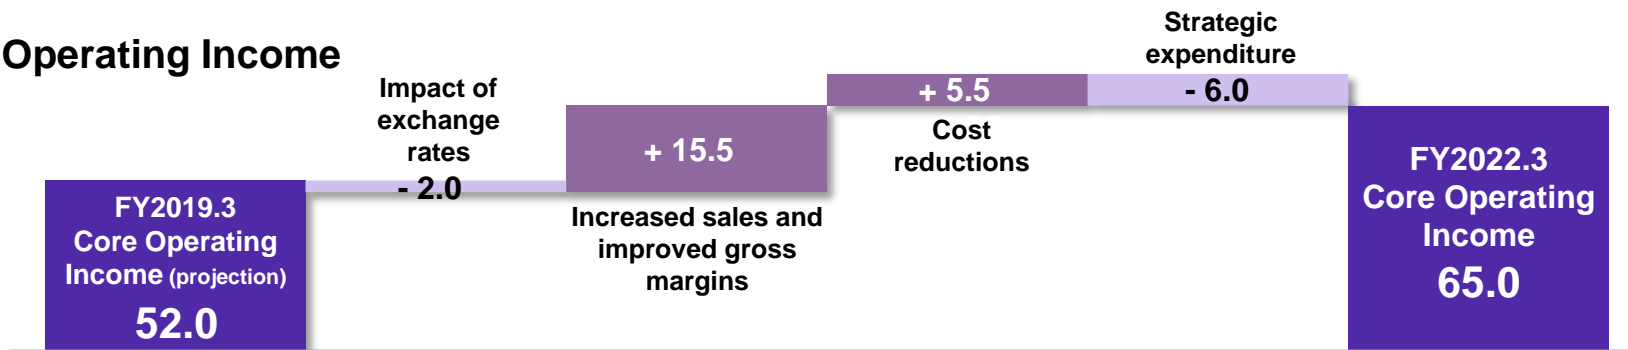 Operating Income
FY2019.3
Core Operating
Income (projection)
52.0
Impact of
exchange
rates
- 2.0
+ 15.5
Increased sales and
improved gross
margins
+ 5.5
Cost
reductions
Strategic
expenditure
- 6.0
FY2022.3
Core Operating
Income
65.0